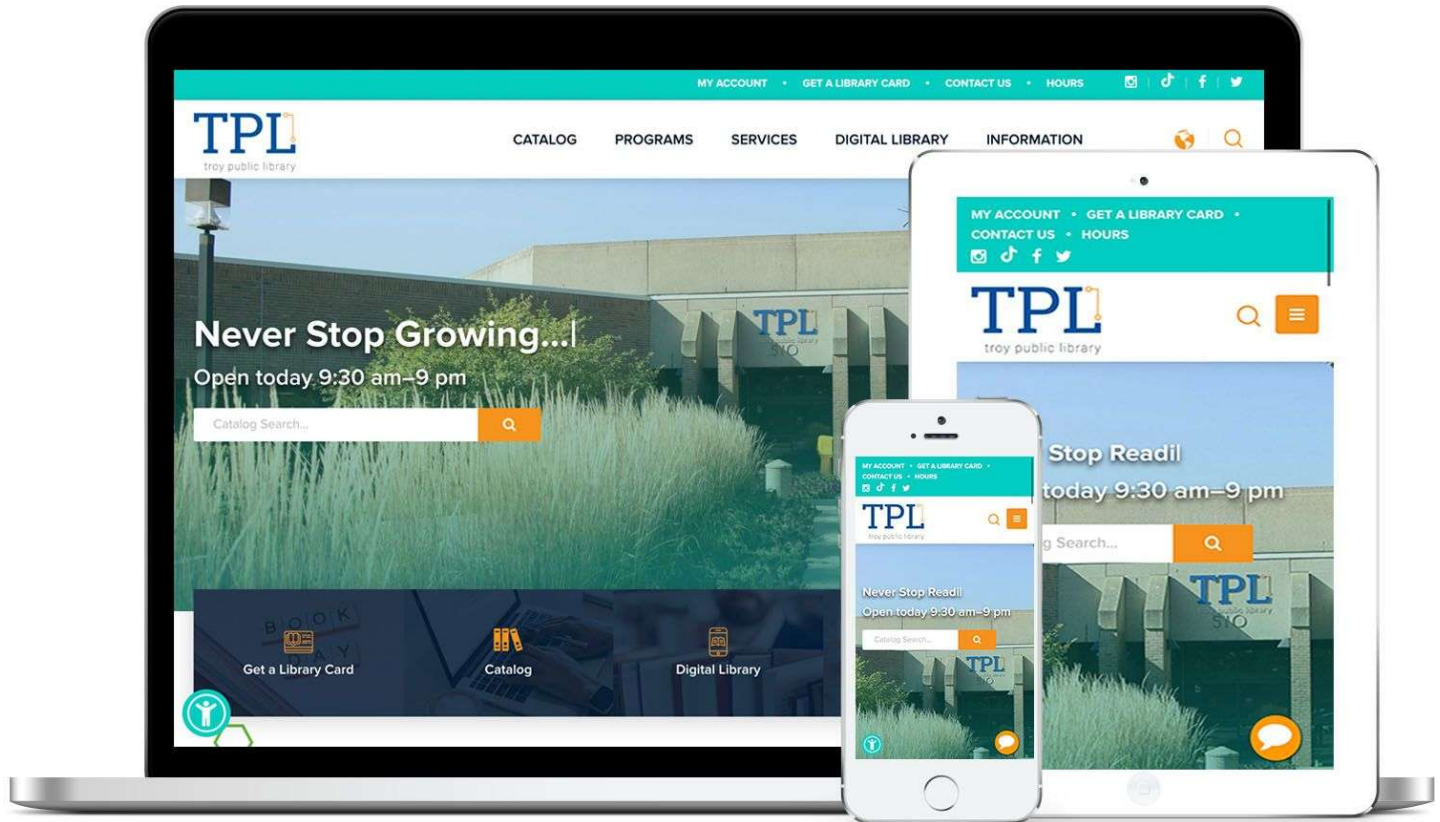 MY ACCOUNT • GET A LIBRARY CARD • CONTACT US • HOURS
TPL
troy public library
CATALOG PROGRAMS SERVICES DIGITAL LIBRARY INFORMATION
TPL
510
Never Stop Growing...|
Open today 9:30 am–9 pm
Catalog Search...
BOOK
Get a Library Card
Catalog
Digital Library
MY ACCOUNT • GET A LIBRARY CARD •
CONTACT US • HOURS
TPL
troy public library
Stop Readi|
today 9:30 am–9 pm
g Search...
TPL
public library
510
MY ACCOUNT • GET A LIBRARY CARD •
CONTACT US • HOURS
TPL
troy public library
Never Stop Readi|
Open today 9:30 am–9 pm
Catalog Search...
TPL